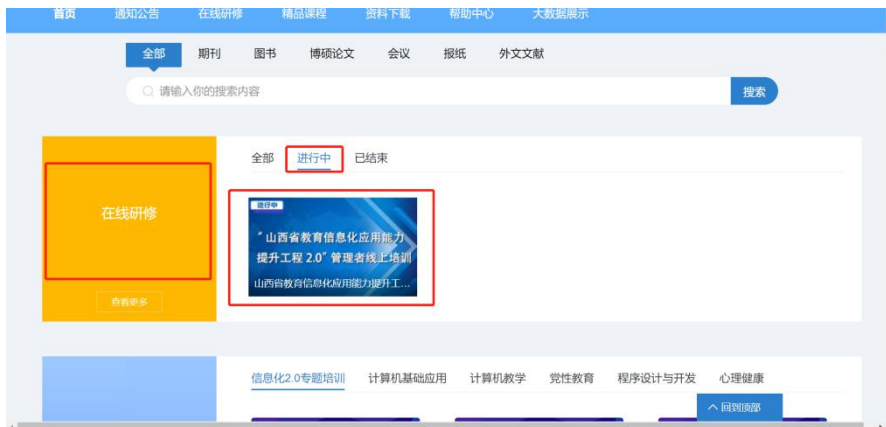 首页 通知公告 在线研修 精品课程 资料下载 帮助中心 大数据展示
全部 期刊 图书 博硕论文 会议 报纸 外文文献
请输入你的搜索内容 搜索
在线研修
查看更多
全部 进行中 已结束
进行中
“山西省教育信息化应用能力
提升工程 2.0”管理者线上培训
山西省教育信息化应用能力提升工...
信息化2.0专题培训 计算机基础应用 计算机教学 党性教育 程序设计与开发 心理健康
回到顶部